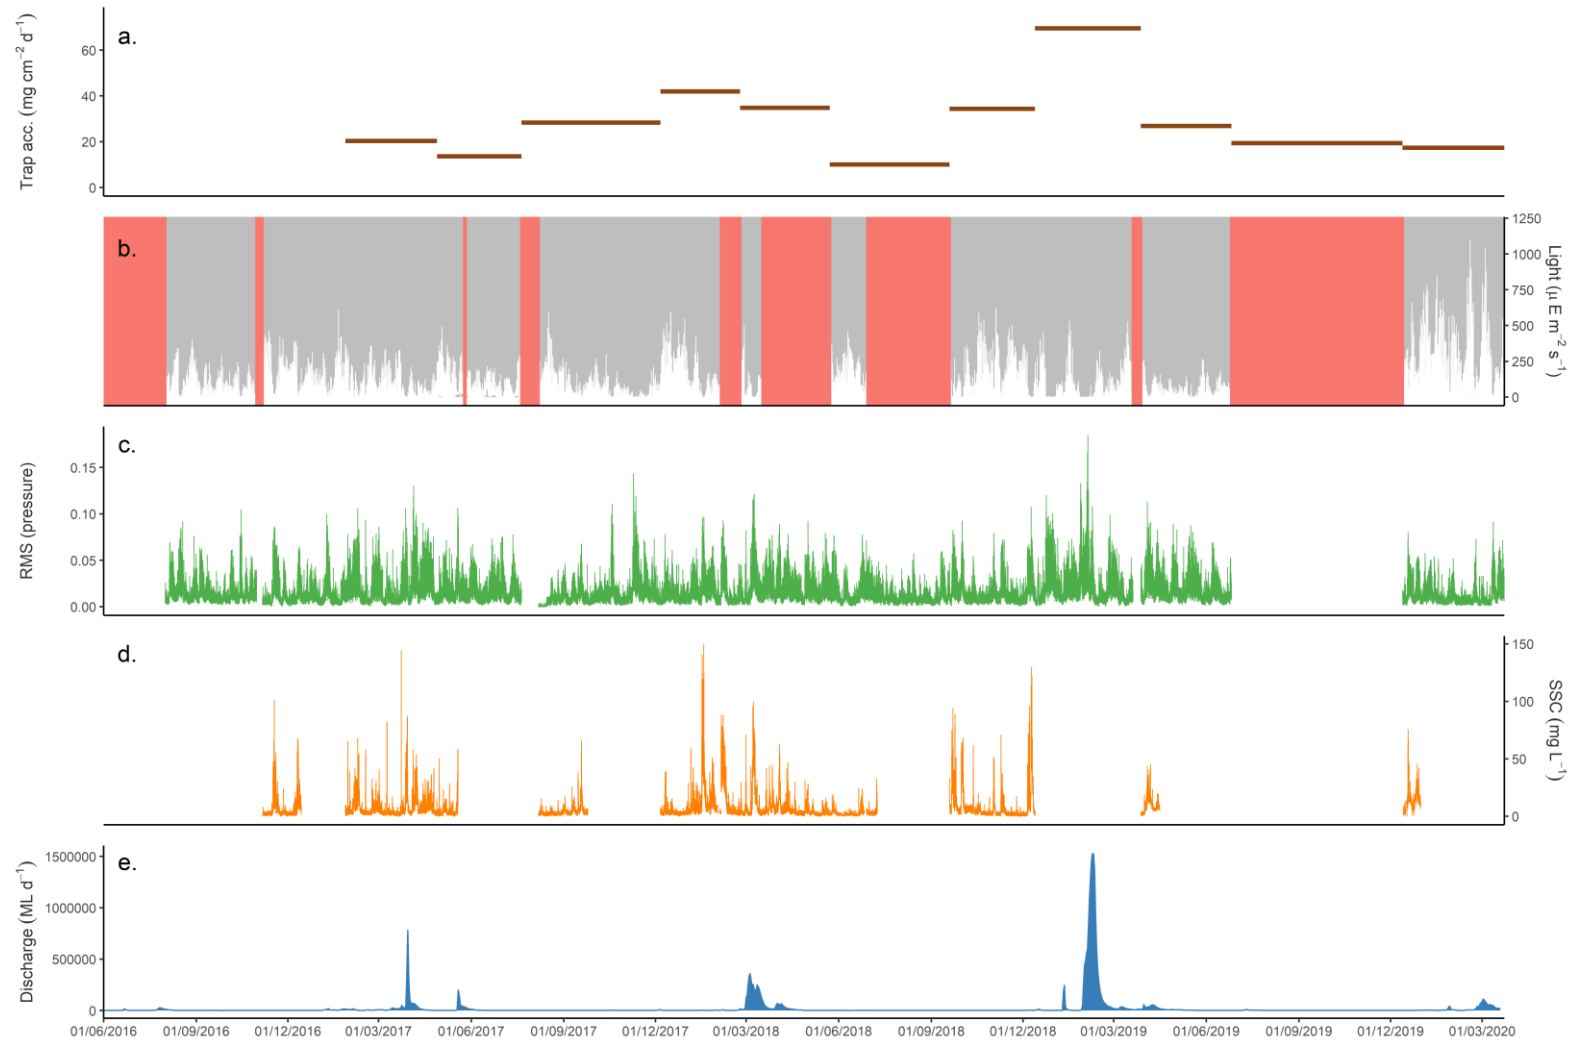 a.
Trap acc. (mg cm⁻² d⁻¹)
60
40
20
0
b.
Light (μ E m⁻² s⁻¹)
1250
1000
750
500
250
0
c.
RMS (pressure)
0.15
0.10
0.05
0.00
d.
SSC (mg L⁻¹)
150
100
50
0
e.
Discharge (ML d⁻¹)
1500000
1000000
500000
0
01/06/2016 01/09/2016 01/12/2016 01/03/2017 01/06/2017 01/09/2017 01/12/2017 01/03/2018 01/06/2018 01/09/2018 01/12/2018 01/03/2019 01/06/2019 01/09/2019 01/12/2019 01/03/2020